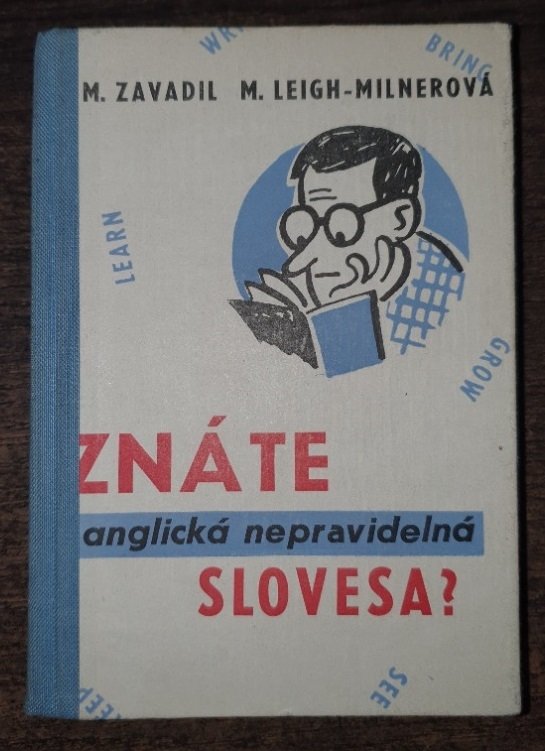 BRING
M. ZAVADIL M. LEIGH-MILNEROVÁ
LEARN
GROW
ZNÁTE
anglická nepravidelná
SLOVESA?
SEE